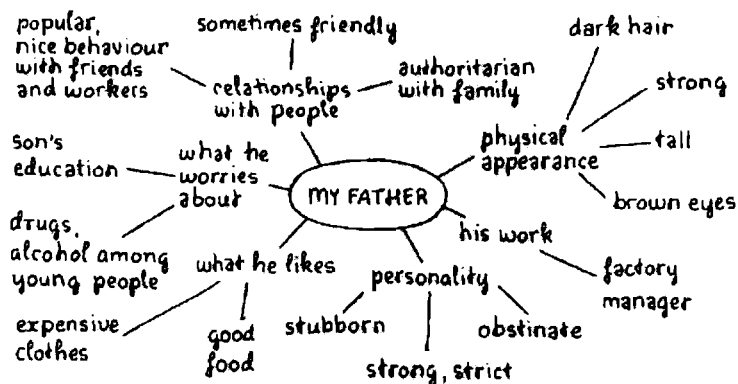 popular,
nice behaviour
with friends
and workers
sometimes friendly
relationships
with people
authoritarian
with family
dark hair
strong
tall
brown eyes
physical
appearance
son's
education
what he
worries
about
drugs,
alcohol among
young people
MY FATHER
his work
factory
manager
what he likes
expensive
clothes
good
food
personality
stubborn
strong, strict
obstinate